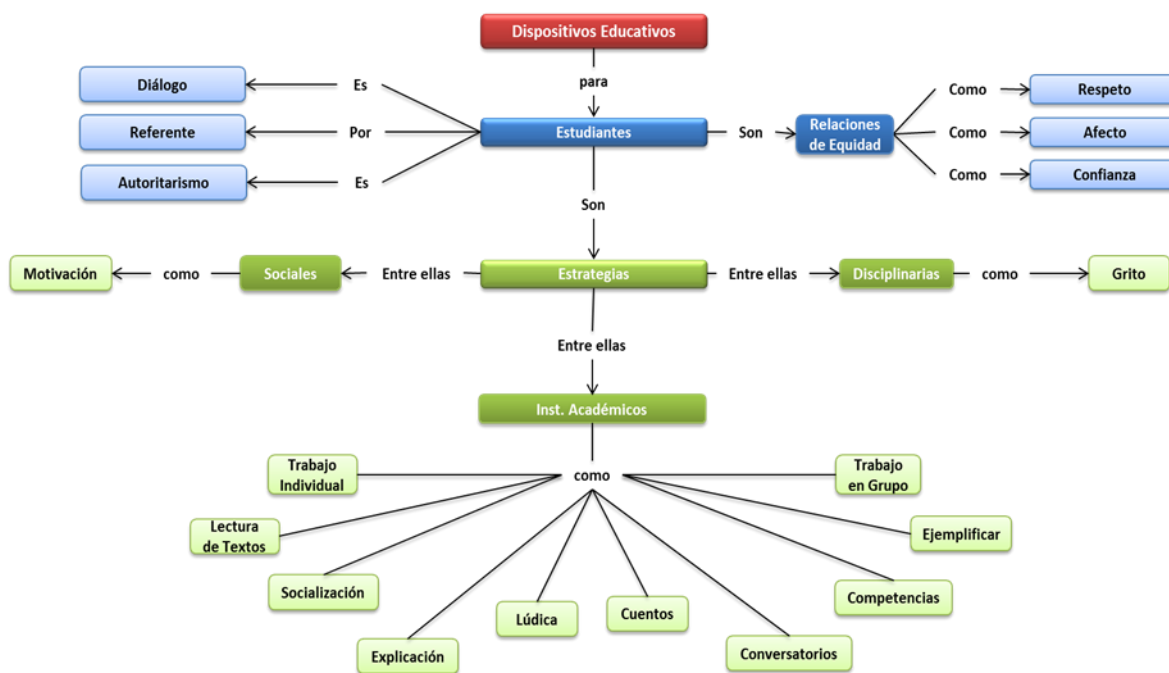 Dispositivos Educativos
para
Diálogo
Es
Como
Respeto
Referente
Por
Estudiantes
Son
Relaciones
de Equidad
Como
Afecto
Autoritarismo
Es
Como
Confianza
Son
Motivación
como
Sociales
Entre ellas
Estrategias
Entre ellas
Disciplinarias
como
Grito
Entre ellas
Inst. Académicos
como
Trabajo
Individual
Trabajo
en Grupo
Lectura
de Textos
Ejemplificar
Socialización
Competencias
Lúdica
Cuentos
Explicación
Conversatorios